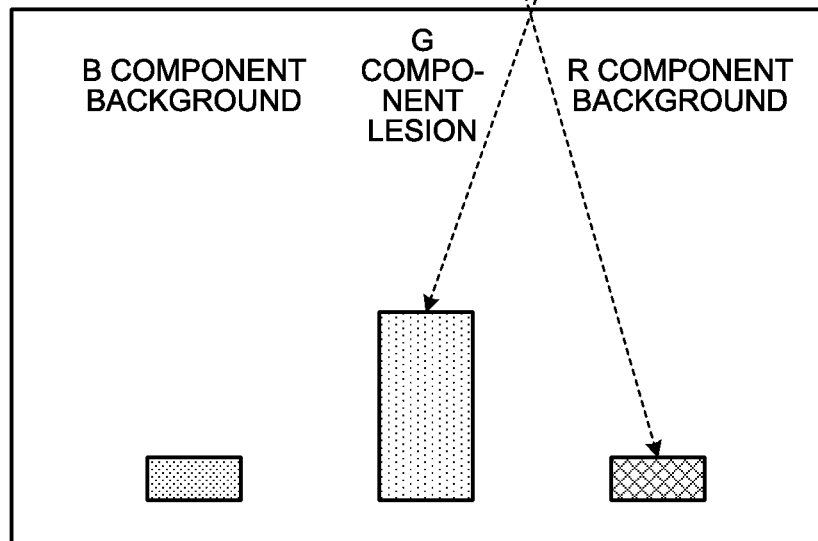 B COMPONENT
BACKGROUND
G
COMPO-
NENT
LESION
R COMPONENT
BACKGROUND